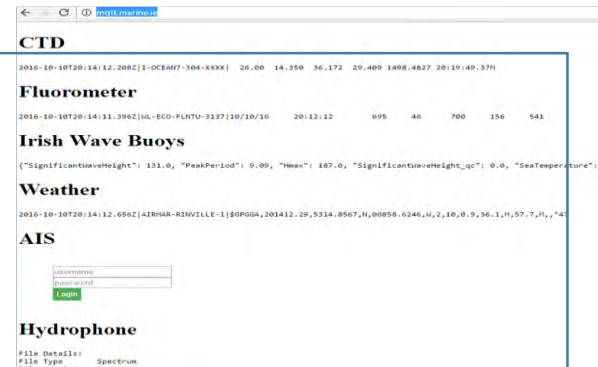 mqtt.marine.ie
CTD
2016-10-10T20:14:12.208Z|I-OCEAN7-304-XXXX| 26.00 14.350 36.172 29.409 1498.4827 20:19:49.37M
Fluorometer
2016-10-10T20:14:11.396Z|WL-ECO-FLNTU-3137|10/10/16 20:12:12 695 46 700 156 541
Irish Wave Buoys
{"SignificantWaveHeight": 131.0, "PeakPeriod": 9.09, "Hmax": 187.0, "SignificantWaveHeight_qc": 0.0, "SeaTemperature":
Weather
2016-10-10T20:14:12.656Z|AIRMAR-RINVILLE-1|$GPGGA,201412.29,5314.8567,N,00858.6246,W,2,10,0.9,36.1,M,57.7,M,,*47
AIS
username
password
Login
Hydrophone
File Details:
File Type Spectrum